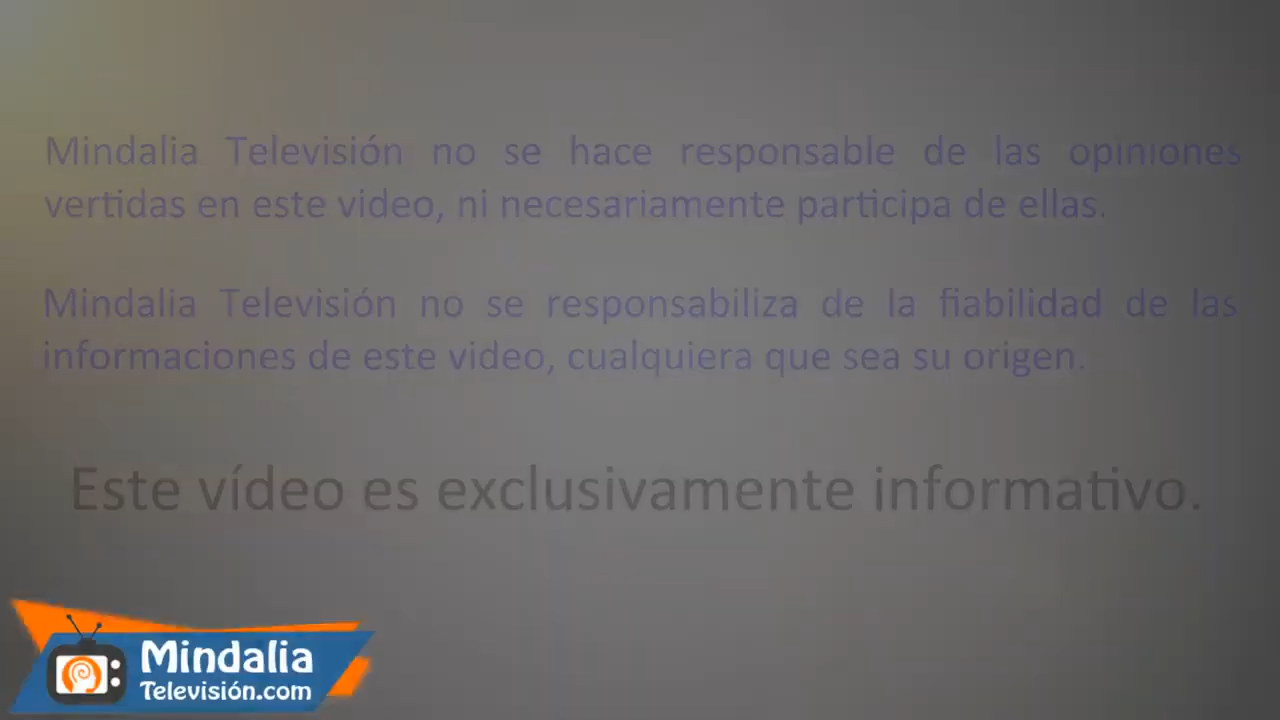 Mindalia Televisión no se hace responsable de las opiniones
vertidas en este video, ni necesariamente participa de ellas.
Mindalia Televisión no se responsabiliza de la fiabilidad de las
informaciones de este video, cualquiera que sea su origen.
Este vídeo es exclusivamente informativo.
Mindalia
Televisión.com